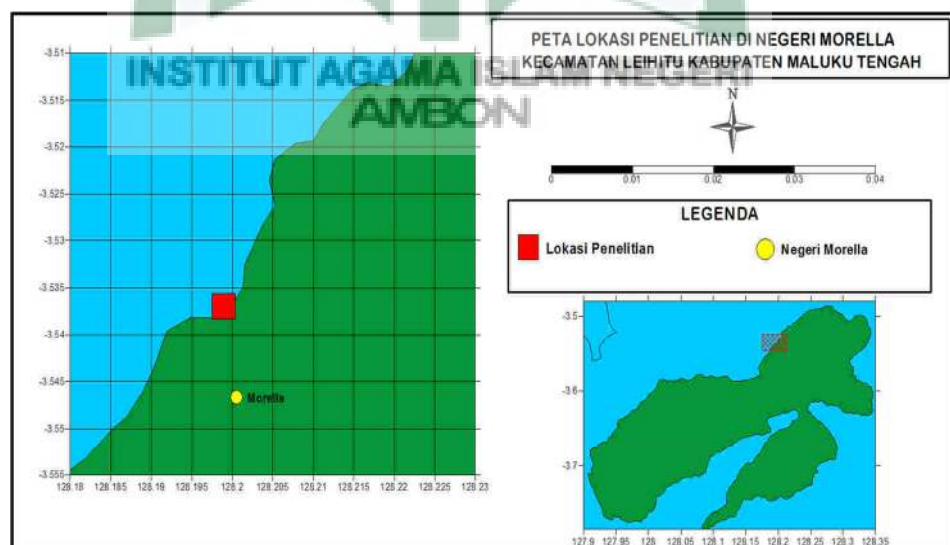 PETA LOKASI PENELITIAN DI NEGERI MORELLA
KECAMATAN LEIHITU KABUPATEN MALUKU TENGAH
INSTITUT AGAMA ISLAM NEGERI
AMBON
N
0 0.01 0.02 0.03 0.04
LEGENDA
Lokasi Penelitian
Negeri Morella
-3.51
-3.515
-3.52
-3.525
-3.53
-3.535
-3.54
-3.545
-3.55
-3.555
Morella
128.18 128.185 128.19 128.195 128.2 128.205 128.21 128.215 128.22 128.225 128.23
-3.5
-3.6
-3.7
127.9 127.95 128 128.05 128.1 128.15 128.2 128.25 128.3 128.35